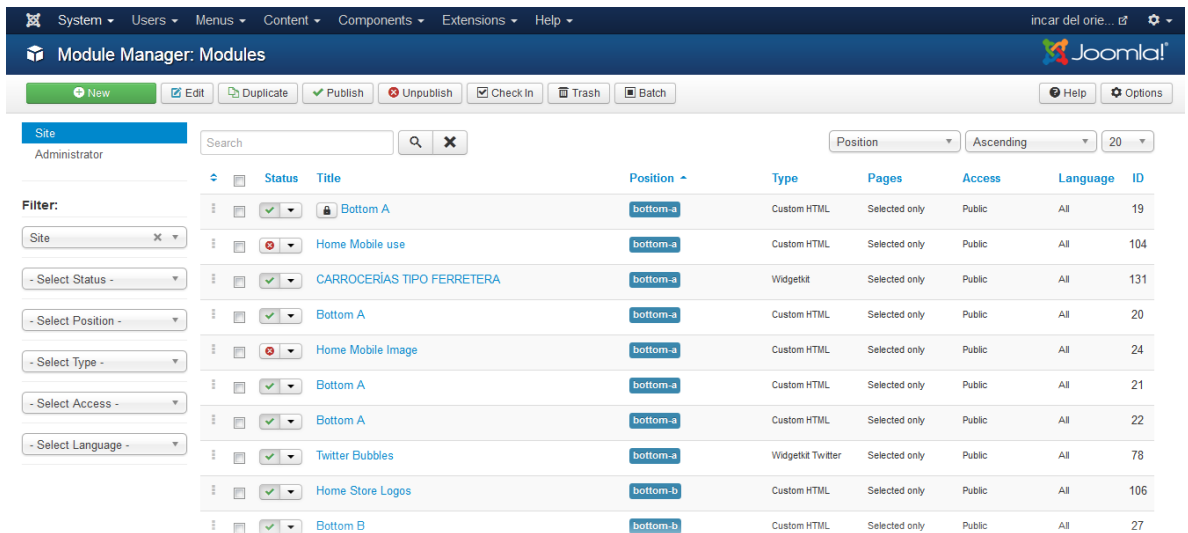 System Users Menus Content Components Extensions Help incar del orie...
Module Manager: Modules Joomla!
New Edit Duplicate Publish Unpublish Check In Trash Batch Help Options
Site
Administrator
Search Position Ascending 20
Status Title Position Type Pages Access Language ID
Filter:
Site
- Select Status -
- Select Position -
- Select Type -
- Select Access -
- Select Language -
Bottom A bottom-a Custom HTML Selected only Public All 19
Home Mobile use bottom-a Custom HTML Selected only Public All 104
CARROCERÍAS TIPO FERRETERA bottom-a Widgetkit Selected only Public All 131
Bottom A bottom-a Custom HTML Selected only Public All 20
Home Mobile Image bottom-a Custom HTML Selected only Public All 24
Bottom A bottom-a Custom HTML Selected only Public All 21
Bottom A bottom-a Custom HTML Selected only Public All 22
Twitter Bubbles bottom-a Widgetkit Twitter Selected only Public All 78
Home Store Logos bottom-b Custom HTML Selected only Public All 106
Bottom B bottom-b Custom HTML Selected only Public All 27